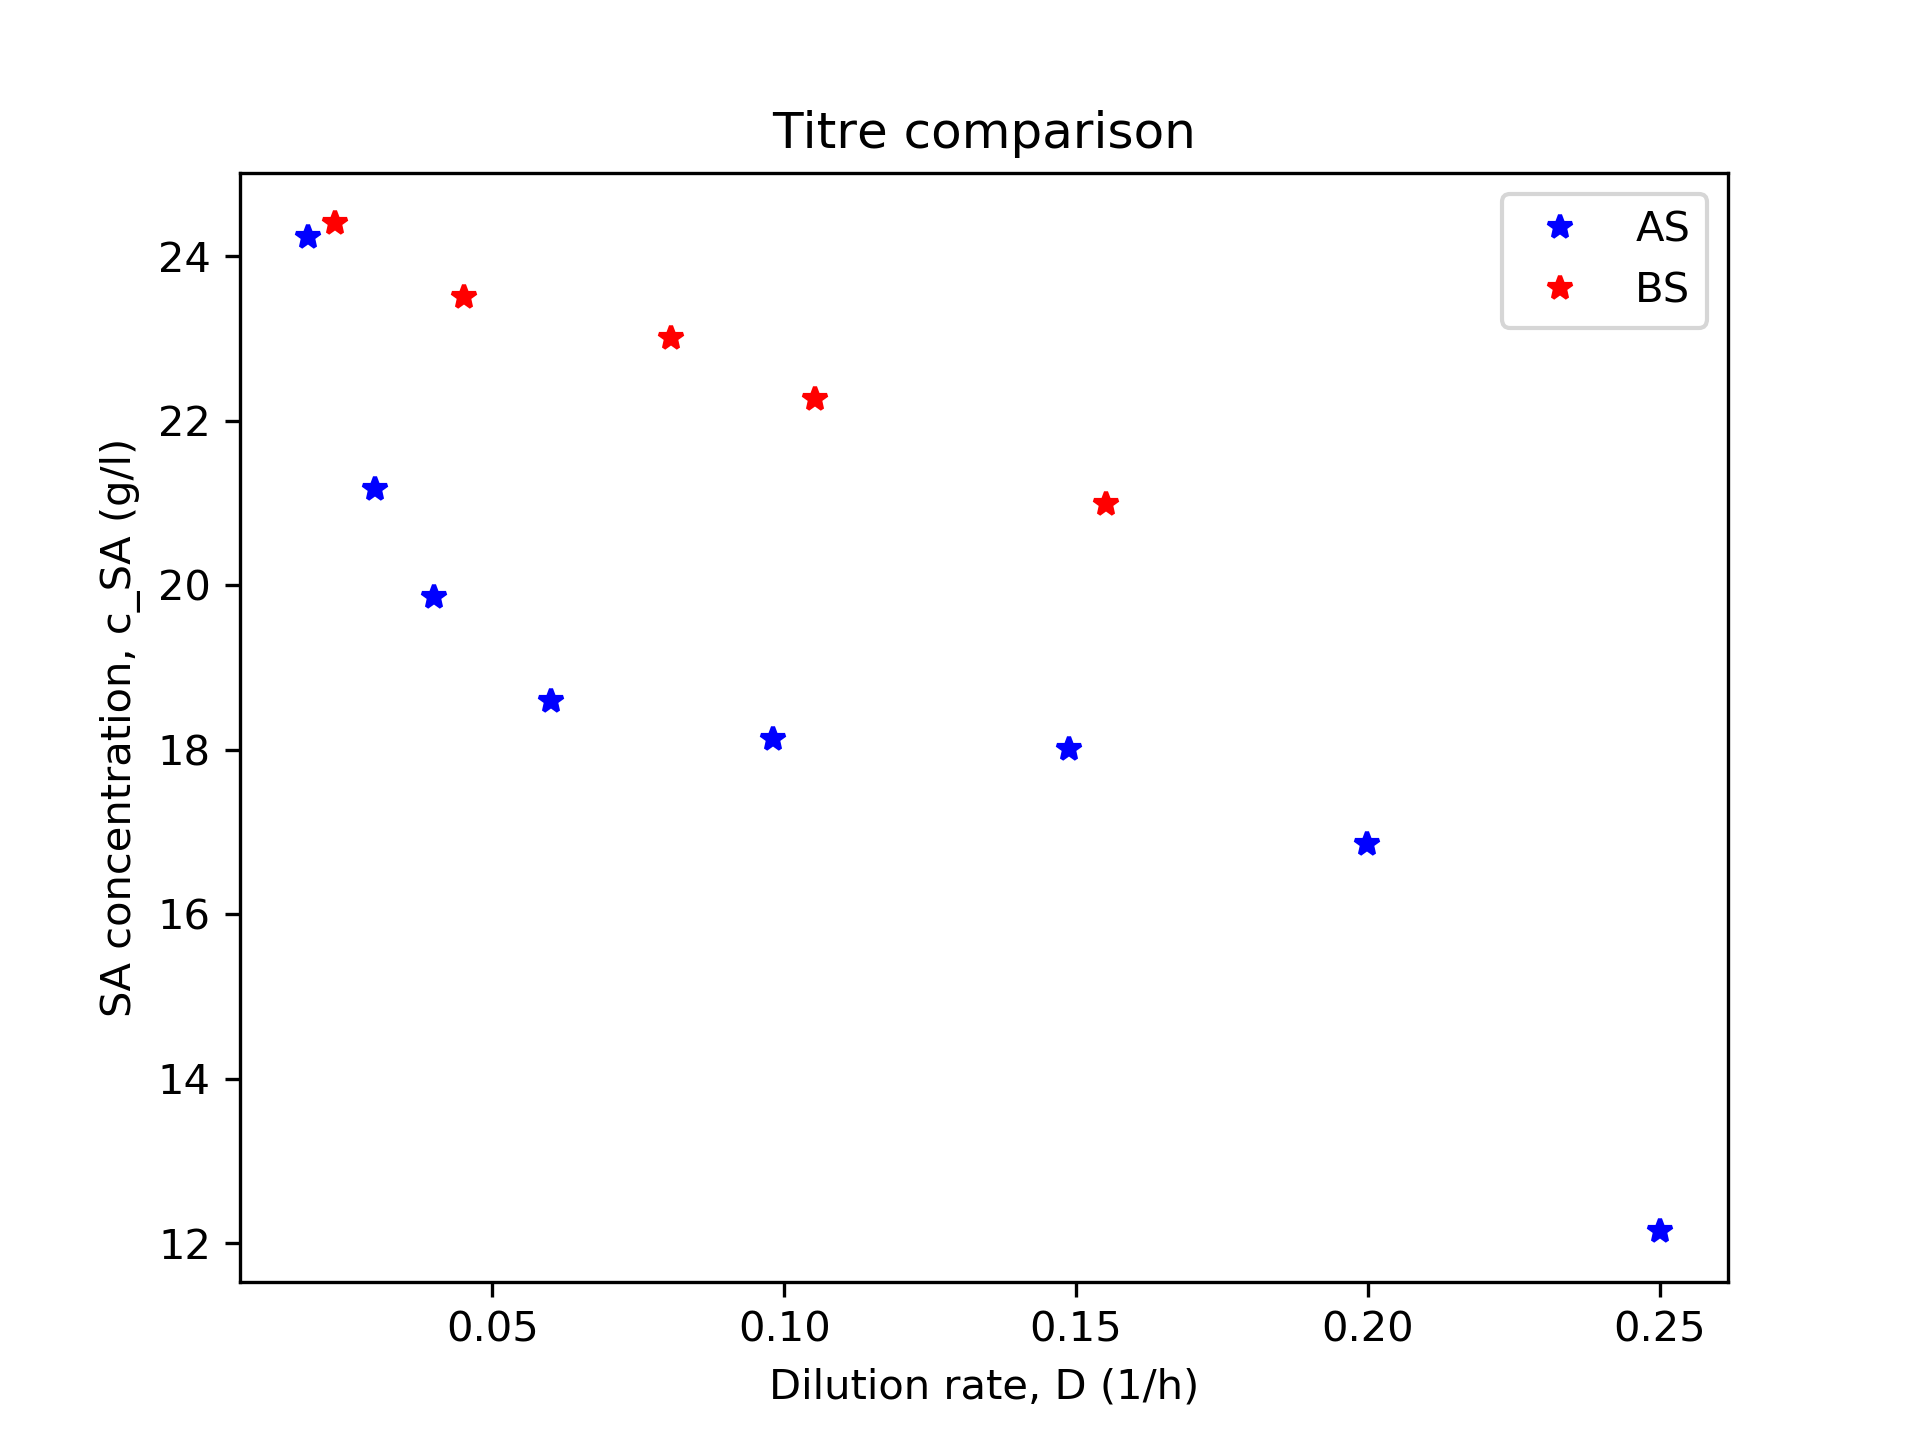 Titre comparison
AS
BS
24
22
20
18
16
14
12
SA concentration, c_SA (g/l)
0.05 0.10 0.15 0.20 0.25
Dilution rate, D (1/h)